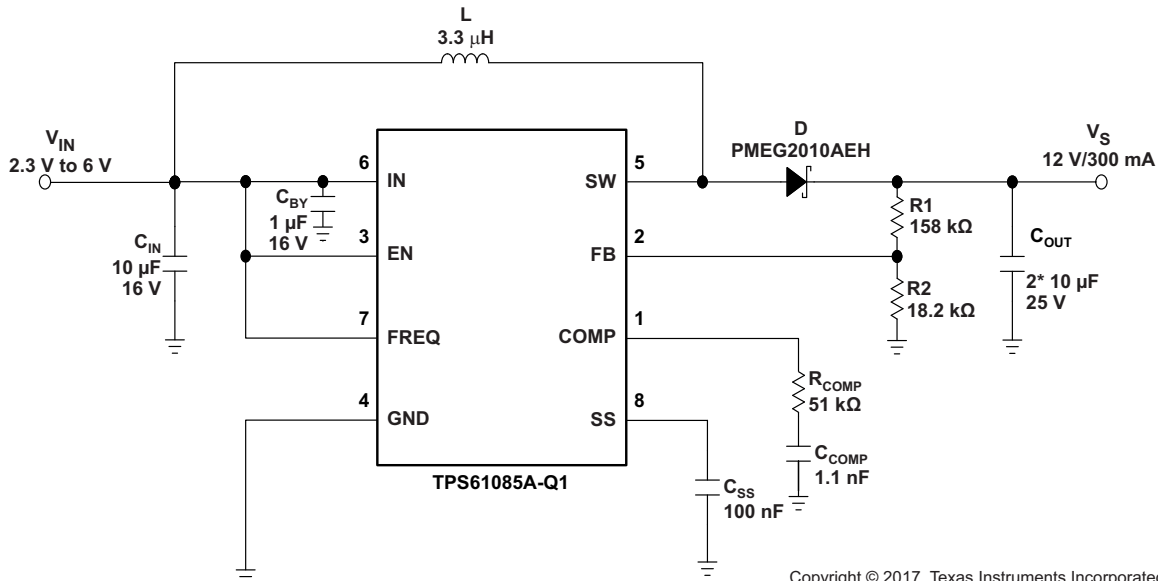 L
3.3 μH
V_IN
2.3 V to 6 V
D
PMEG2010AEH
V_S
12 V/300 mA
6
IN
SW
5
C_BY
1 μF
16 V
R1
158 kΩ
C_IN
10 μF
16 V
3
EN
FB
2
C_OUT
2* 10 μF
25 V
R2
18.2 kΩ
7
FREQ
COMP
1
R_COMP
51 kΩ
4
GND
SS
8
C_COMP
1.1 nF
TPS61085A-Q1
C_SS
100 nF
Copyright © 2017, Texas Instruments Incorporated